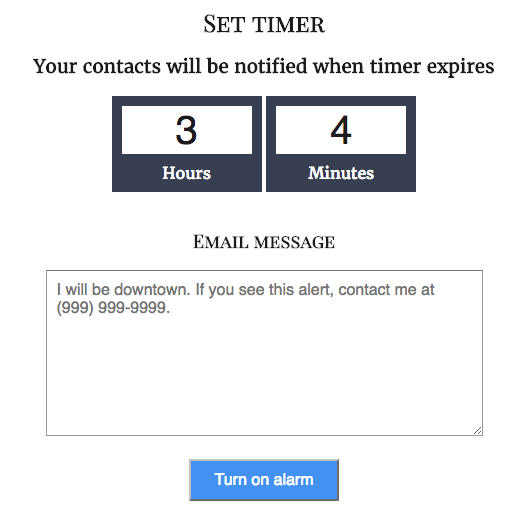 Set timer
Your contacts will be notified when timer expires
3 4
Hours Minutes
Email message
I will be downtown. If you see this alert, contact me at
(999) 999-9999.
Turn on alarm